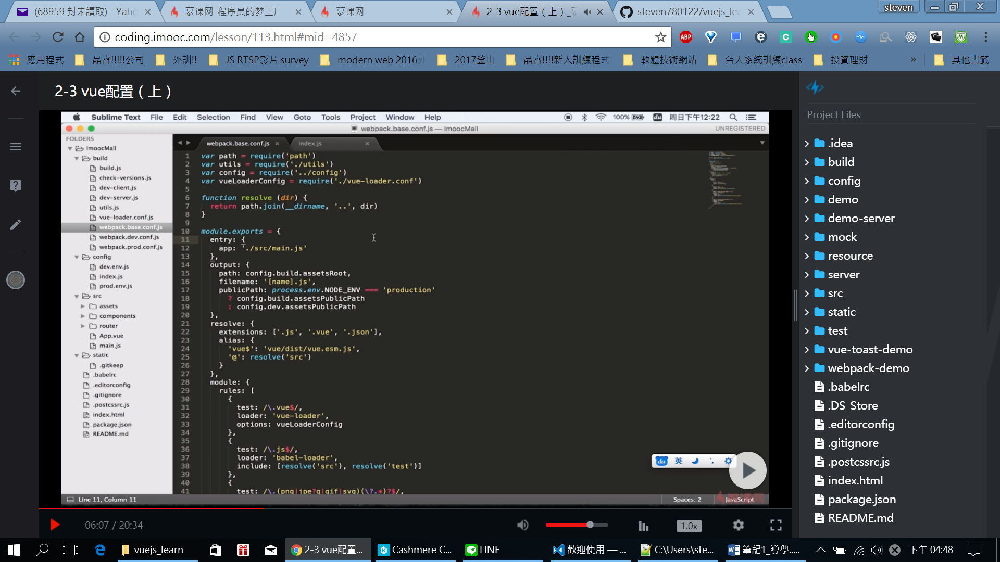 (68959 封未讀取) - Yaho
慕课网-程序员的梦工厂
慕课网
2-3 vue配置（上）_慕
steven780122/vuejs_lea
steven
coding.imooc.com/lesson/113.html#mid=4857
ABP
應用程式
晶睿!!!!!公司
外訓!!
JS RTSP影片 survey
modern web 2016外
2017釜山
晶睿!!!!新人訓練程式
軟體技術網站
台大系統訓練class
投資理財
»
其他書籤
2-3 vue配置（上）
Sublime Text File Edit Selection Find View Goto Tools Project Window Help
100% 周日下午12:22
webpack.base.conf.js — ImoocMall
UNREGISTERED
FOLDERS
ImoocMall
build
build.js
check-versions.js
dev-client.js
dev-server.js
utils.js
vue-loader.conf.js
webpack.base.conf.js
webpack.dev.conf.js
webpack.prod.conf.js
config
dev.env.js
index.js
prod.env.js
src
assets
components
router
App.vue
main.js
static
.gitkeep
.babelrc
.editorconfig
.gitignore
.postcssrc.js
index.html
package.json
README.md
webpack.base.conf.js
index.js
1 var path = require('path')
2 var utils = require('./utils')
3 var config = require('../config')
4 var vueLoaderConfig = require('./vue-loader.conf')
5
6 function resolve (dir) {
7 return path.join(__dirname, '..', dir)
8 }
9
10 module.exports = {
11 entry: {
12 app: './src/main.js'
13 },
14 output: {
15 path: config.build.assetsRoot,
16 filename: '[name].js',
17 publicPath: process.env.NODE_ENV === 'production'
18 ? config.build.assetsPublicPath
19 : config.dev.assetsPublicPath
20 },
21 resolve: {
22 extensions: ['.js', '.vue', '.json'],
23 alias: {
24 'vue$': 'vue/dist/vue.esm.js',
25 '@': resolve('src')
26 }
27 },
28 module: {
29 rules: [
30 {
31 test: /\.vue$/,
32 loader: 'vue-loader',
33 options: vueLoaderConfig
34 },
35 {
36 test: /\.js$/,
37 loader: 'babel-loader',
38 include: [resolve('src'), resolve('test')]
39 },
40 {
41 test: /\.(png|jpe?g|gif|svg)(\?.*)?$/,
du 英
Line 11, Column 11
Spaces: 2
JavaScript
06:07 / 20:34
1.0x
Project Files
.idea
build
config
demo
demo-server
mock
resource
server
src
static
test
vue-toast-demo
webpack-demo
.babelrc
.DS_Store
.editorconfig
.gitignore
.postcssrc.js
index.html
package.json
README.md
vuejs_learn
2-3 vue配置...
Cashmere C...
LINE
歡迎使用 — ...
C:\Users\ste...
筆記1_導學....
下午 04:48